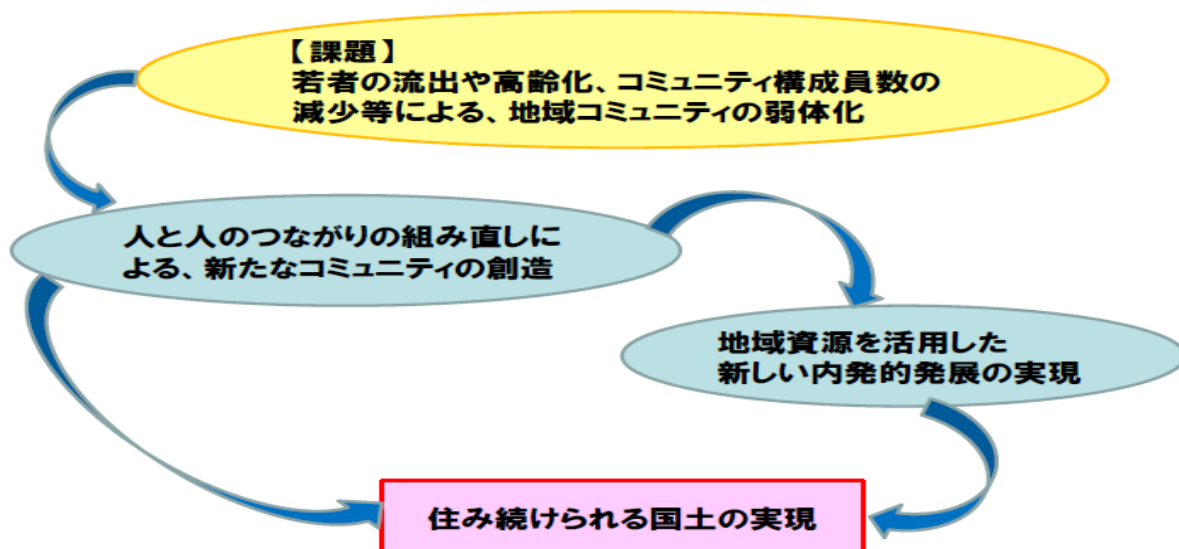 【課題】
若者の流出や高齢化、コミュニティ構成員数の
減少等による、地域コミュニティの弱体化
人と人のつながりの組み直しに
よる、新たなコミュニティの創造
地域資源を活用した
新しい内発的発展の実現
住み続けられる国土の実現